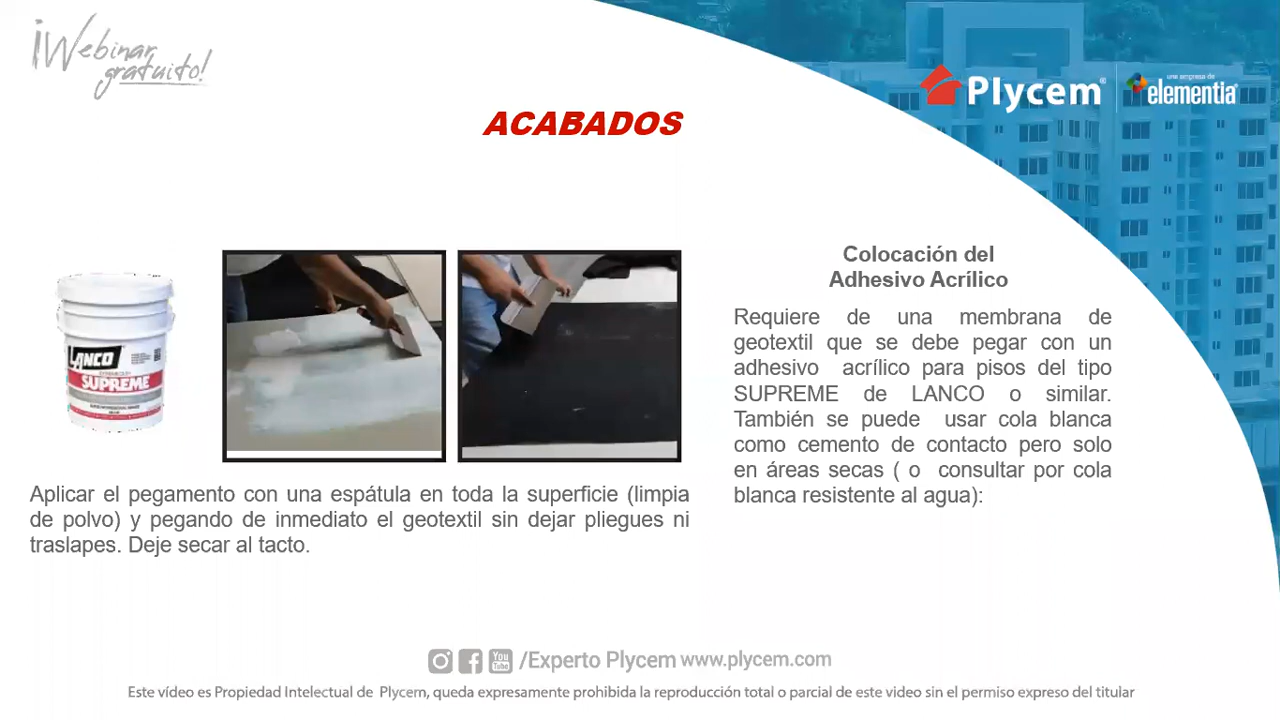 ¡Webinar
gratuito!
Plycem
una empresa de
elementia
ACABADOS
LANCO
SUPREME
Colocación del
Adhesivo Acrílico
Requiere de una membrana de
geotextil que se debe pegar con un
adhesivo acrílico para pisos del tipo
SUPREME de LANCO o similar.
También se puede usar cola blanca
como cemento de contacto pero solo
en áreas secas ( o consultar por cola
blanca resistente al agua):
Aplicar el pegamento con una espátula en toda la superficie (limpia
de polvo) y pegando de inmediato el geotextil sin dejar pliegues ni
traslapes. Deje secar al tacto.
You
Tube
/Experto Plycem www.plycem.com
Este vídeo es Propiedad Intelectual de Plycem, queda expresamente prohibida la reproducción total o parcial de este video sin el permiso expreso del titular